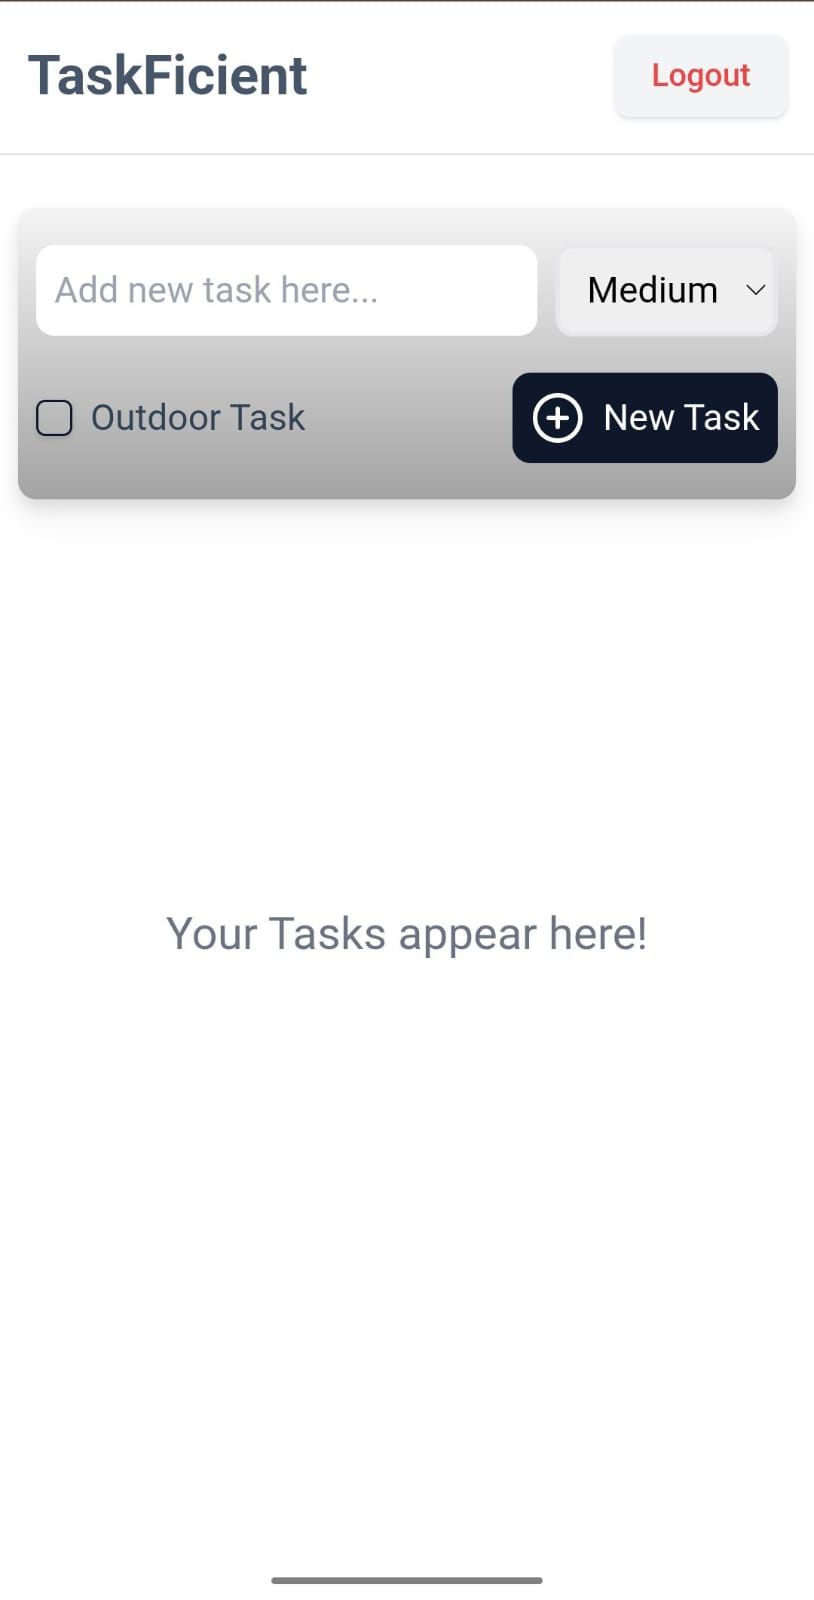 TaskFicient
Logout
Add new task here...
Medium
Outdoor Task
New Task
Your Tasks appear here!